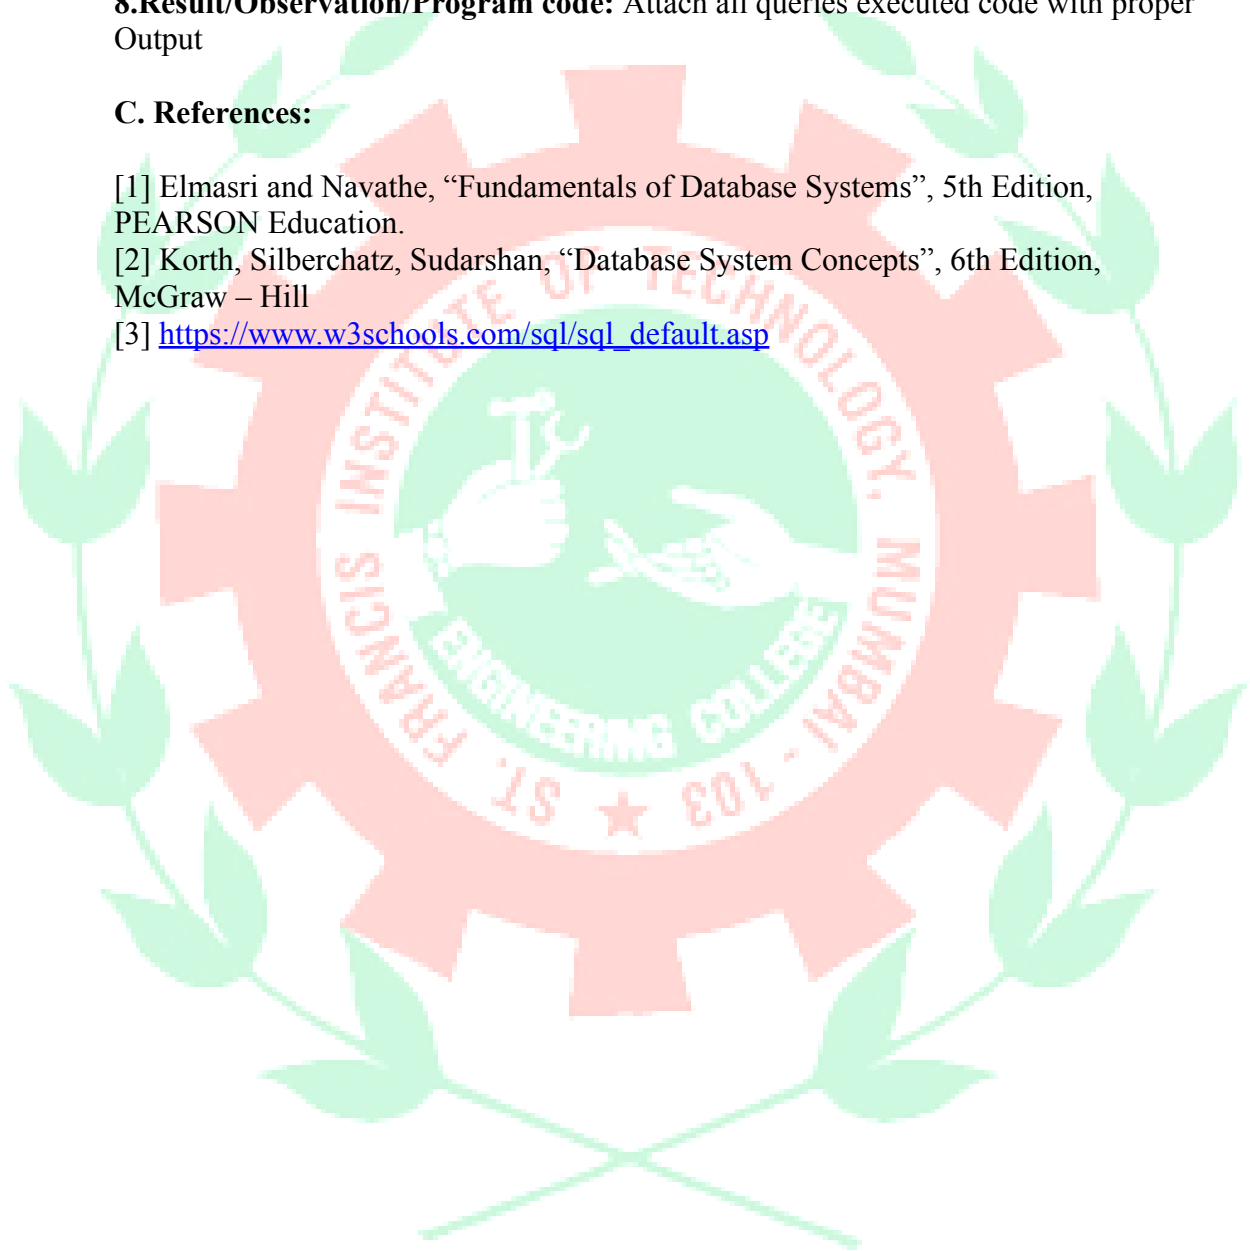 8.Result/Observation/Program code: Attach all queries executed code with proper
Output
C. References:
[1] Elmasri and Navathe, “Fundamentals of Database Systems”, 5th Edition,
PEARSON Education.
[2] Korth, Silberchatz, Sudarshan, “Database System Concepts”, 6th Edition,
McGraw – Hill
[3] https://www.w3schools.com/sql/sql_default.asp
ST. FRANCIS INSTITUTE OF TECHNOLOGY, MUMBAI - 103
ENGINEERING COLLEGE